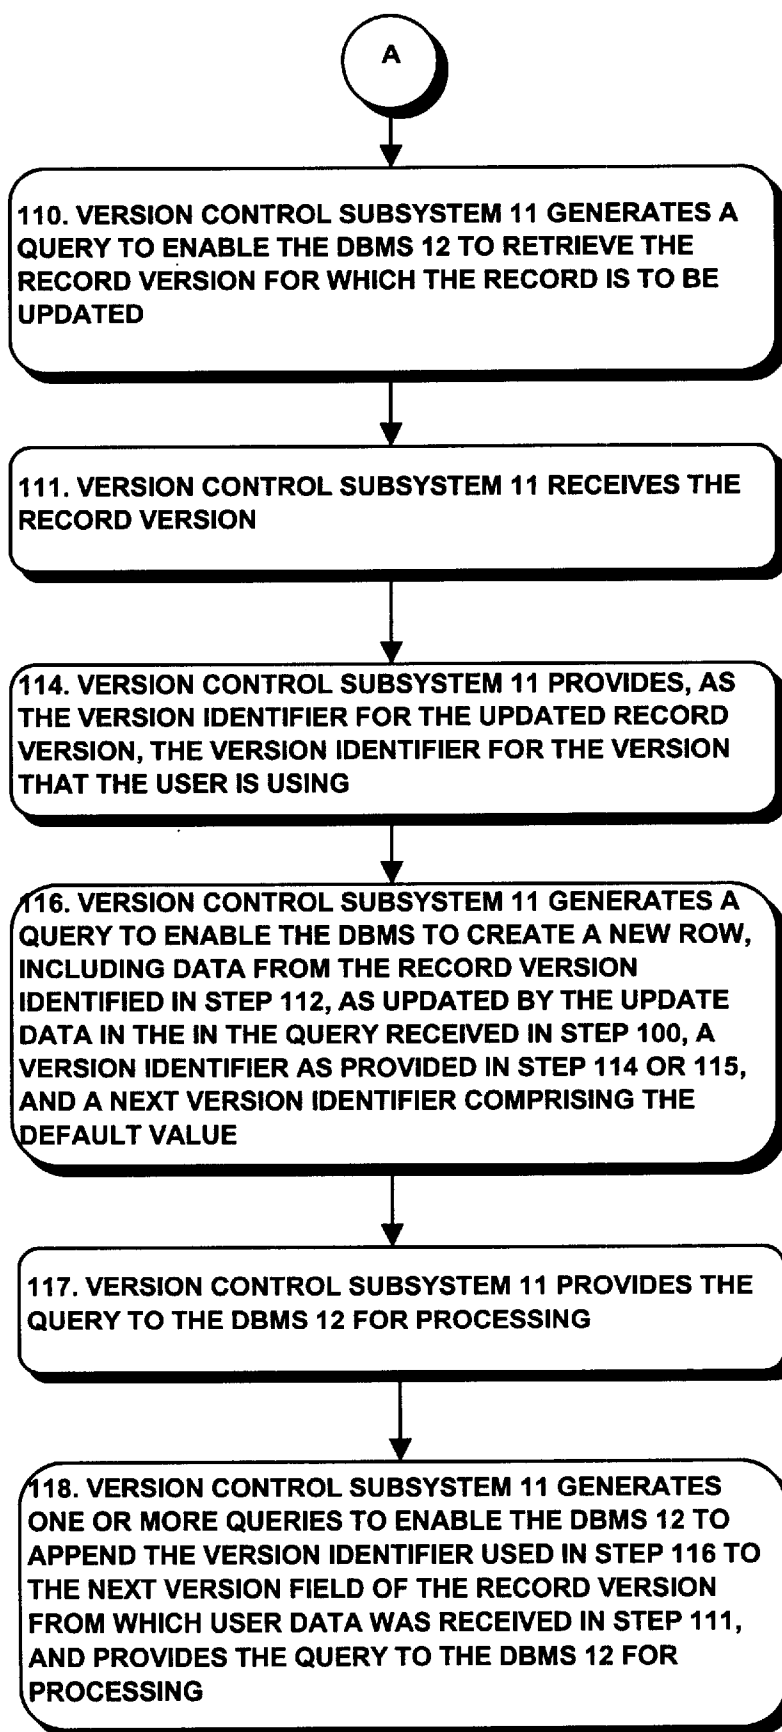 A
110. VERSION CONTROL SUBSYSTEM 11 GENERATES A
QUERY TO ENABLE THE DBMS 12 TO RETRIEVE THE
RECORD VERSION FOR WHICH THE RECORD IS TO BE
UPDATED
111. VERSION CONTROL SUBSYSTEM 11 RECEIVES THE
RECORD VERSION
114. VERSION CONTROL SUBSYSTEM 11 PROVIDES, AS
THE VERSION IDENTIFIER FOR THE UPDATED RECORD
VERSION, THE VERSION IDENTIFIER FOR THE VERSION
THAT THE USER IS USING
116. VERSION CONTROL SUBSYSTEM 11 GENERATES A
QUERY TO ENABLE THE DBMS TO CREATE A NEW ROW,
INCLUDING DATA FROM THE RECORD VERSION
IDENTIFIED IN STEP 112, AS UPDATED BY THE UPDATE
DATA IN THE IN THE QUERY RECEIVED IN STEP 100, A
VERSION IDENTIFIER AS PROVIDED IN STEP 114 OR 115,
AND A NEXT VERSION IDENTIFIER COMPRISING THE
DEFAULT VALUE
117. VERSION CONTROL SUBSYSTEM 11 PROVIDES THE
QUERY TO THE DBMS 12 FOR PROCESSING
118. VERSION CONTROL SUBSYSTEM 11 GENERATES
ONE OR MORE QUERIES TO ENABLE THE DBMS 12 TO
APPEND THE VERSION IDENTIFIER USED IN STEP 116 TO
THE NEXT VERSION FIELD OF THE RECORD VERSION
FROM WHICH USER DATA WAS RECEIVED IN STEP 111,
AND PROVIDES THE QUERY TO THE DBMS 12 FOR
PROCESSING